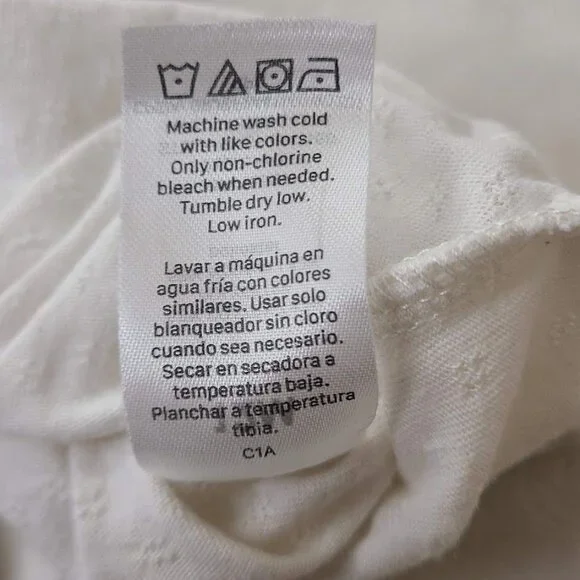 Machine wash cold
with like colors.
Only non-chlorine
bleach when needed.
Tumble dry low.
Low iron.
Lavar a máquina en
agua fría con colores
similares. Usar solo
blanqueador sin cloro
cuando sea necesario.
Secar en secadora a
temperatura baja.
Planchar a temperatura
tibia.
C1A